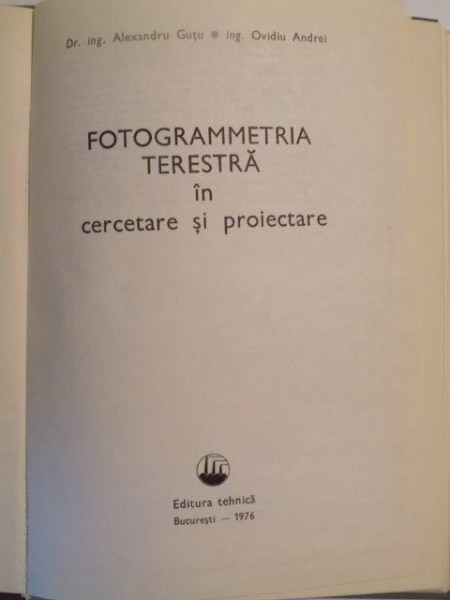 Dr. ing. Alexandru Guțu ● ing. Ovidiu Andrei
FOTOGRAMMETRIA
TERESTRĂ
în
cercetare și proiectare
Editura tehnică
București — 1976